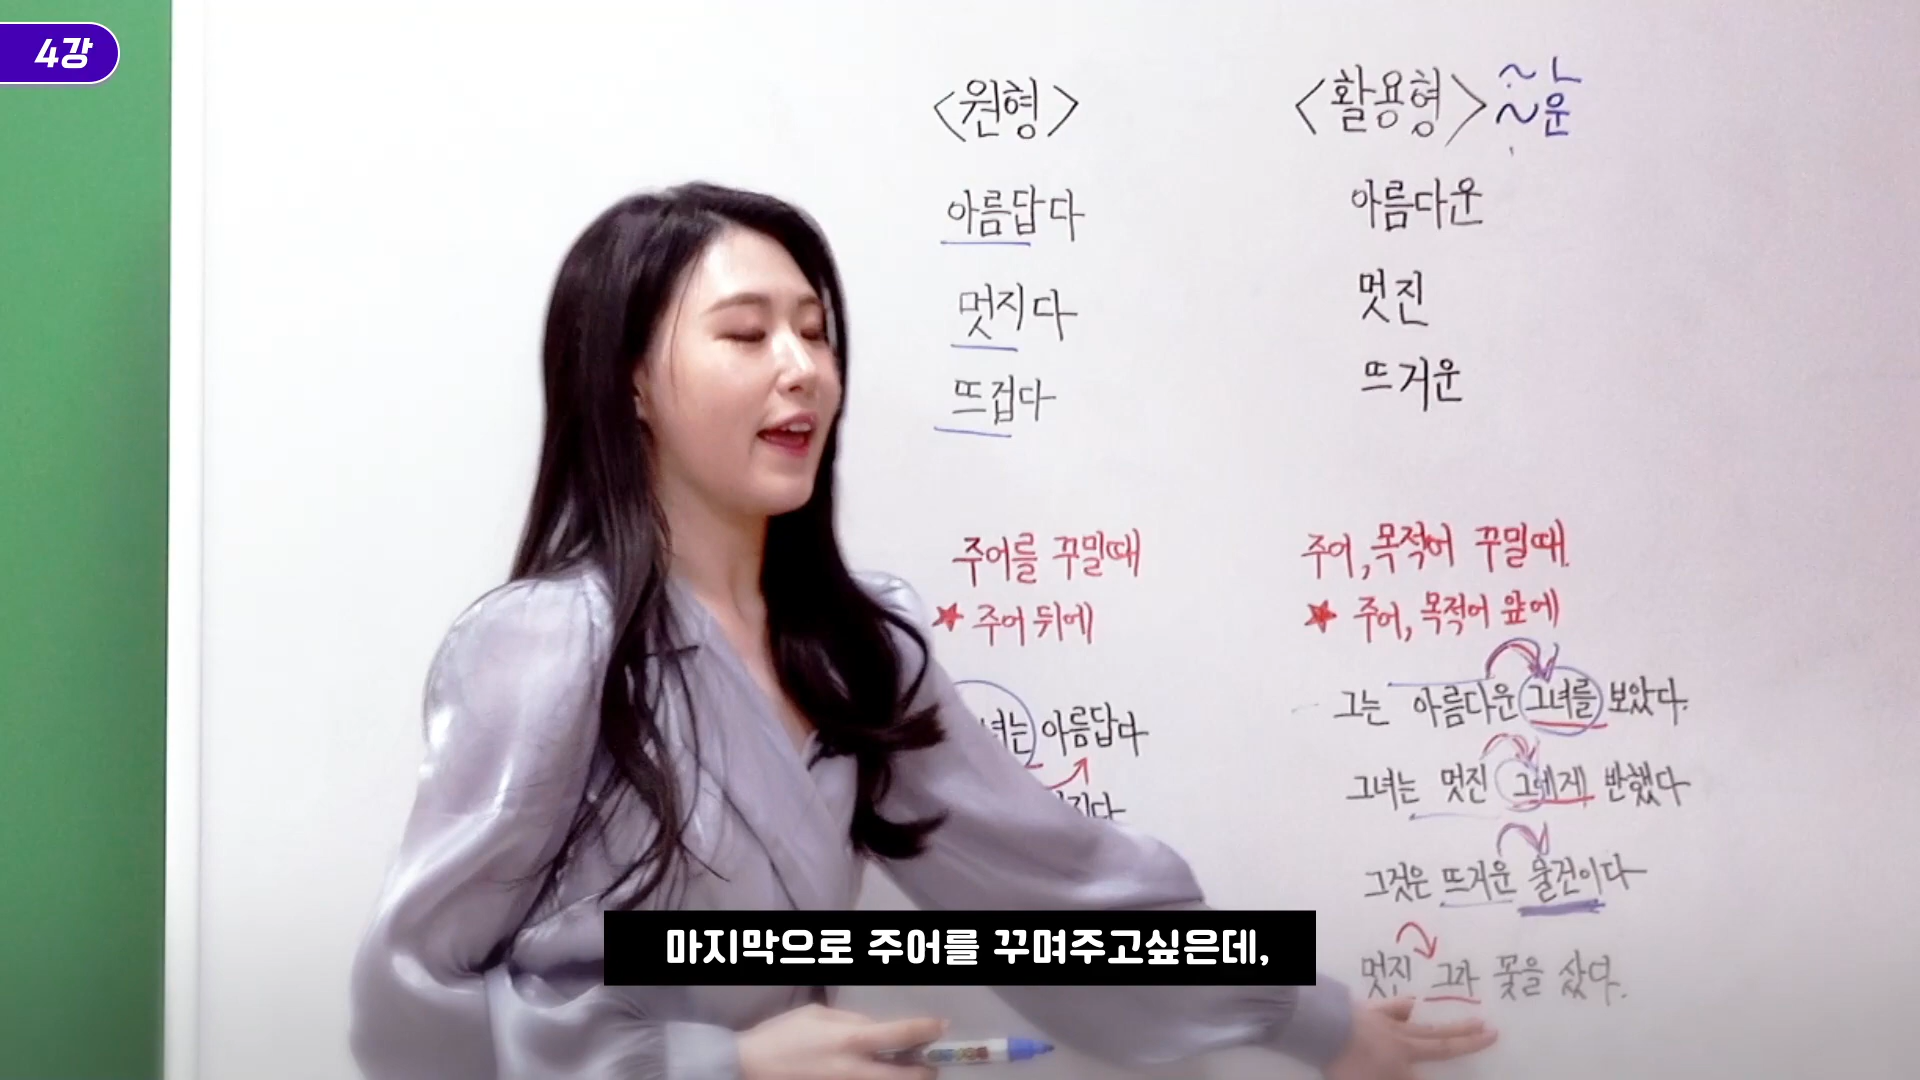 4강
<원형>
아름답다
멋지다
뜨겁다
주어를 꾸밀때
★ 주어 뒤에
녀는 아름답다
지다
<활용형> ~ㄴ
~운
아름다운
멋진
뜨거운
주어, 목적어 꾸밀때
★ 주어, 목적어 앞에
그는 아름다운 그녀를 보았다.
그녀는 멋진 그에게 반했다
그것은 뜨거운 물건이다
멋진 그가 꽃을 샀다.
마지막으로 주어를 꾸며주고싶은데,